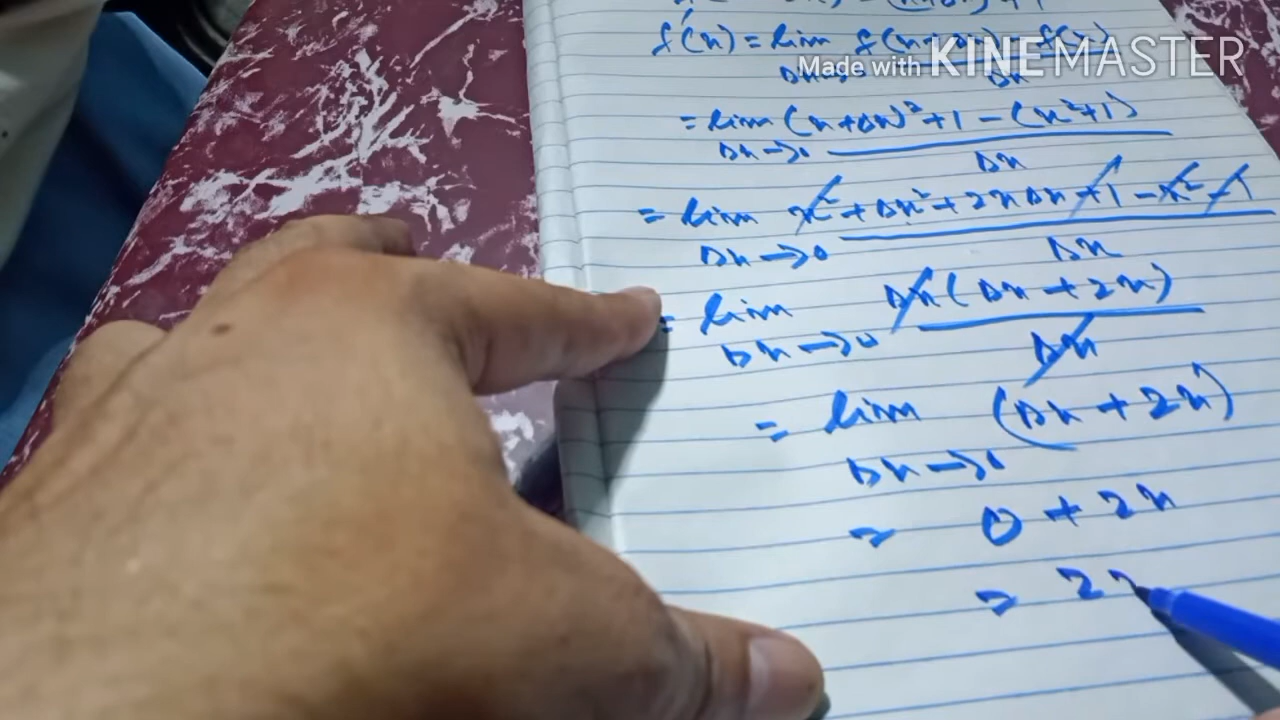 f'(x) = lim f(x+Δx) - f(x)
Made with KINEMASTER
Δx→0 Δx
= lim (x+Δx)²+1 - (x²+1)
Δx→0 Δx
= lim x² + Δx² + 2xΔx + 1 - x² - 1
Δx→0 Δx
= lim Δx (Δx + 2x)
Δx→0 Δx
= lim (Δx + 2x)
Δx→0
= 0 + 2x
= 2x